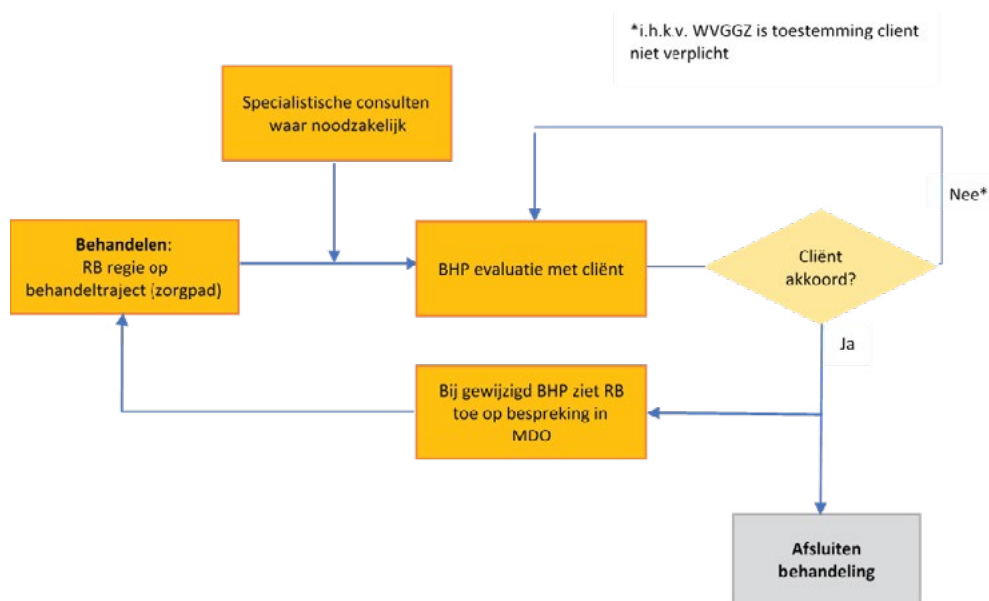 *i.h.k.v. WVGGZ is toestemming client
niet verplicht
Specialistische consulten
waar noodzakelijk
Nee*
Behandelen:
RB regie op
behandeltraject (zorgpad)
BHP evaluatie met cliënt
Cliënt
akkoord?
Ja
Bij gewijzigd BHP ziet RB
toe op bespreking in
MDO
Afsluiten
behandeling